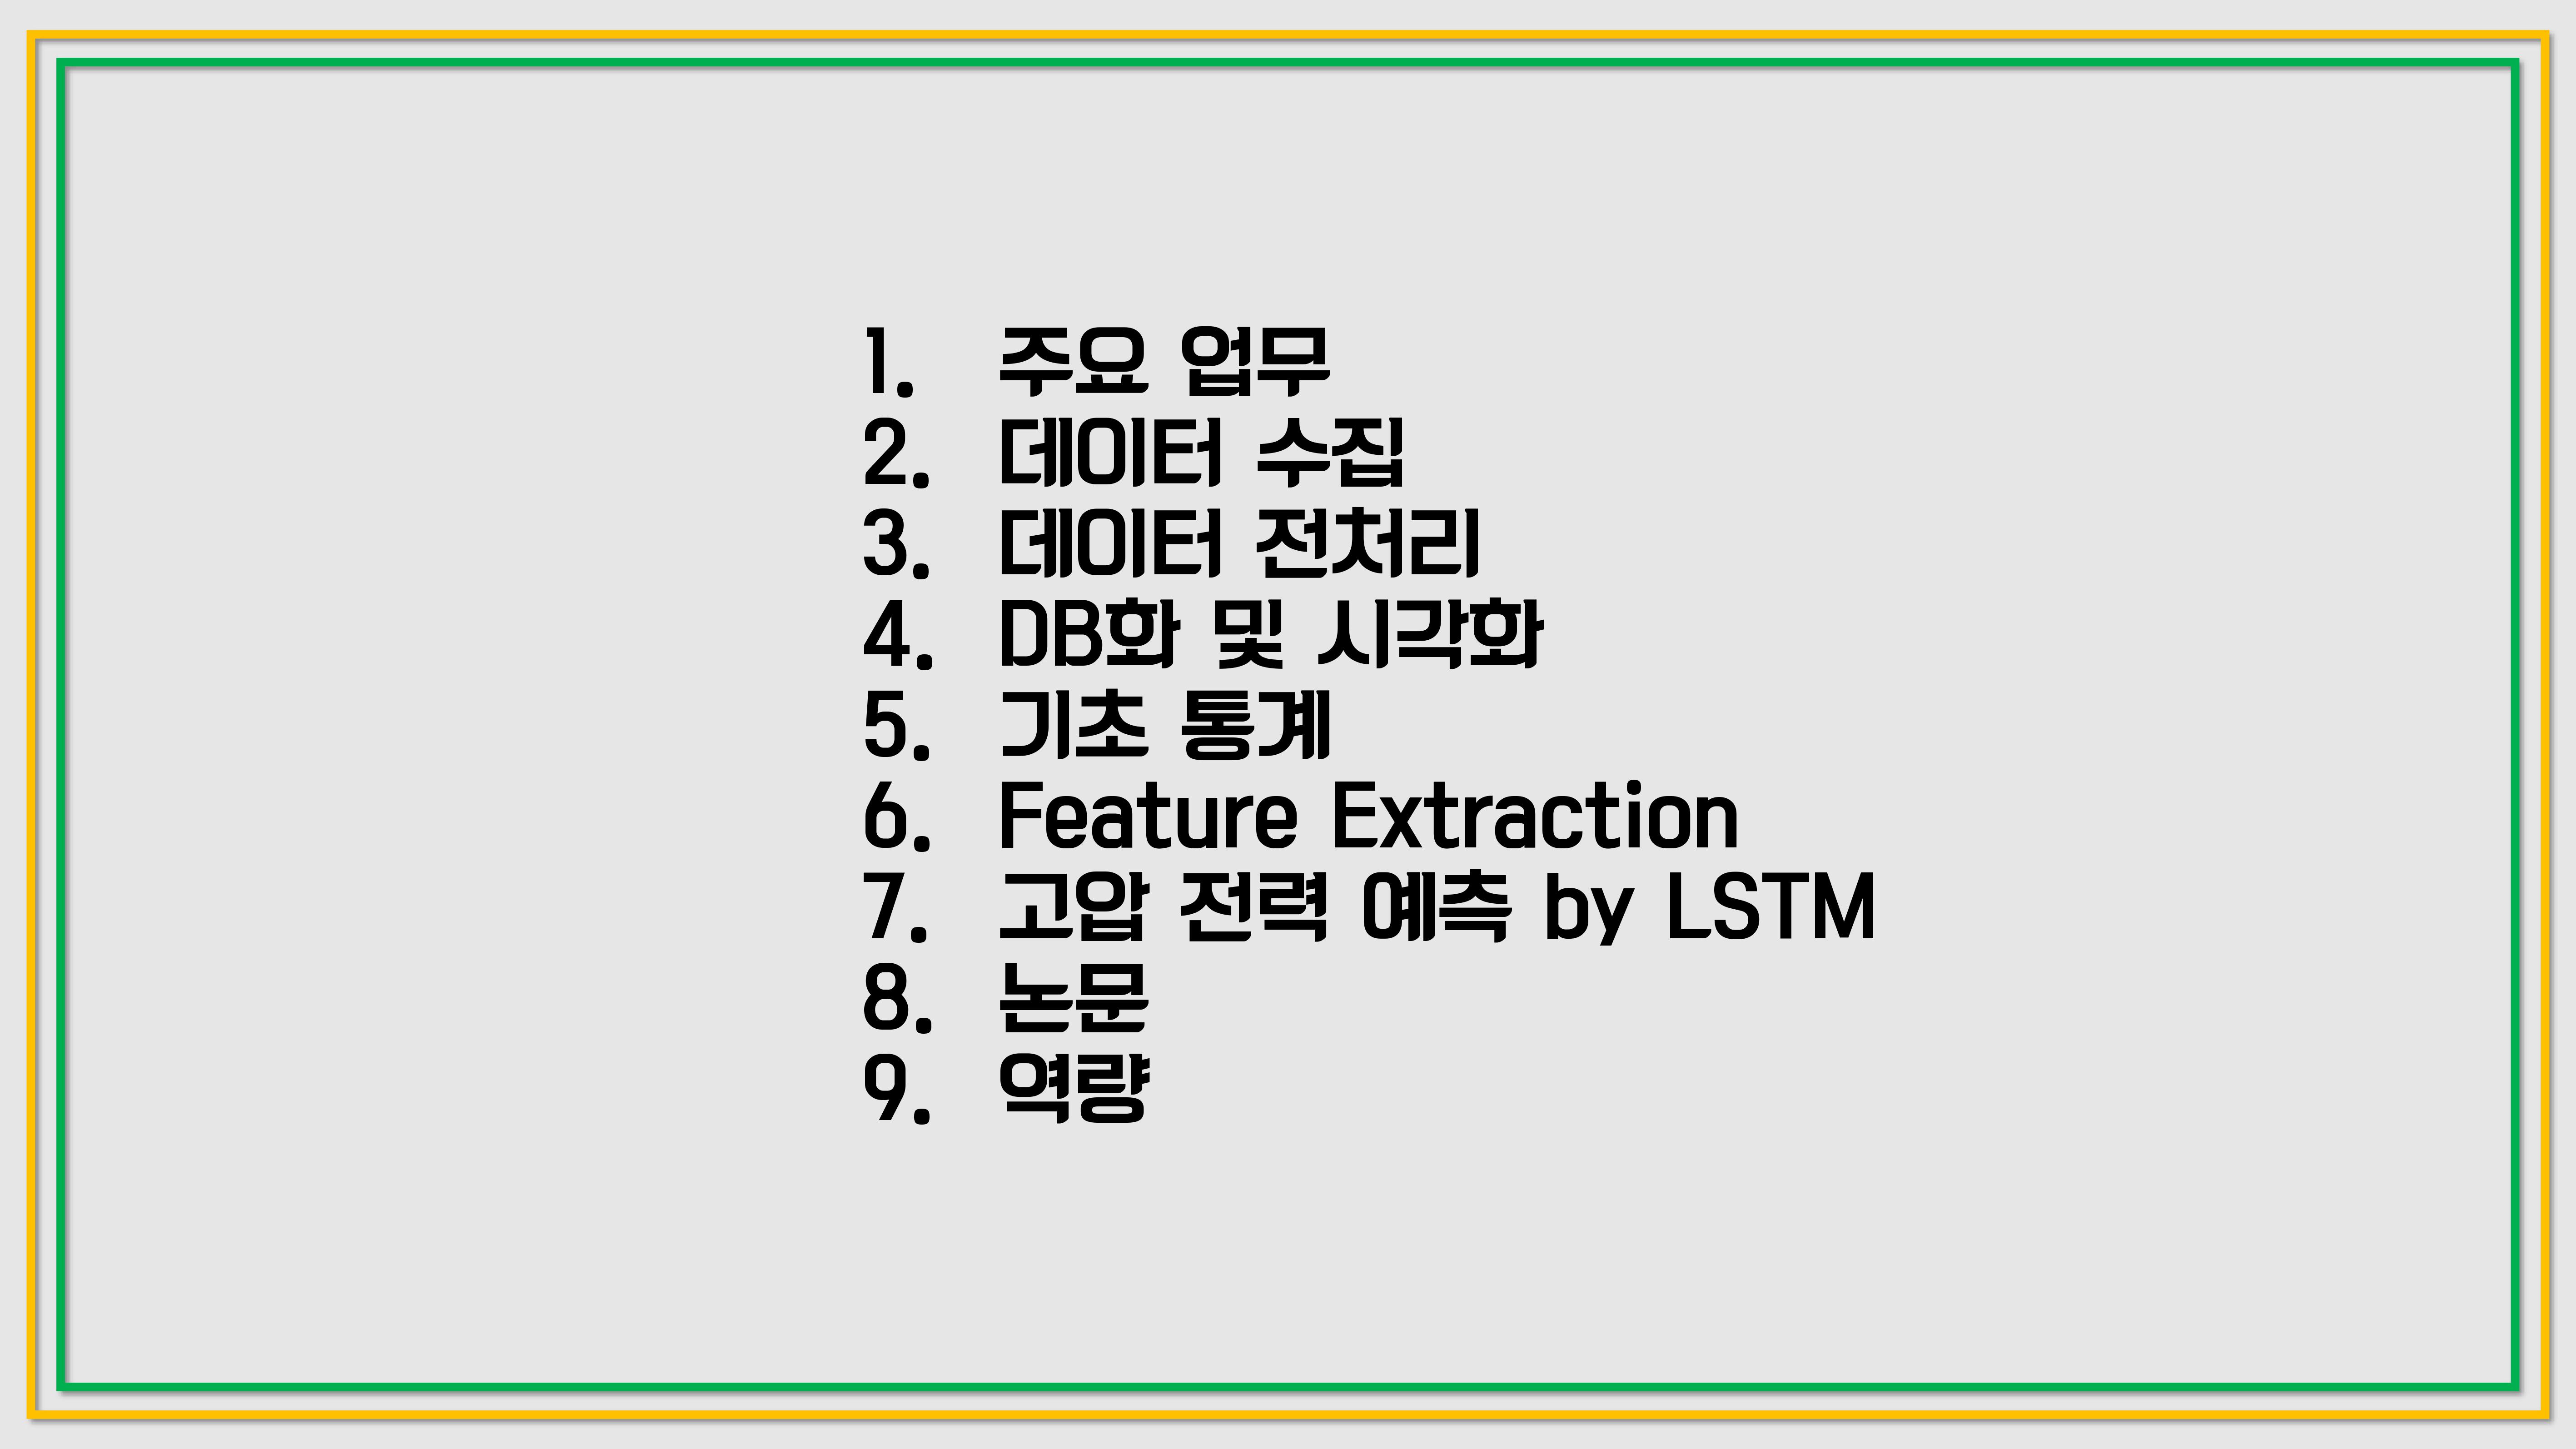 1. 주요 업무
2. 데이터 수집
3. 데이터 전처리
4. DB화 및 시각화
5. 기초 통계
6. Feature Extraction
7. 고압 전력 예측 by LSTM
8. 논문
9. 역량